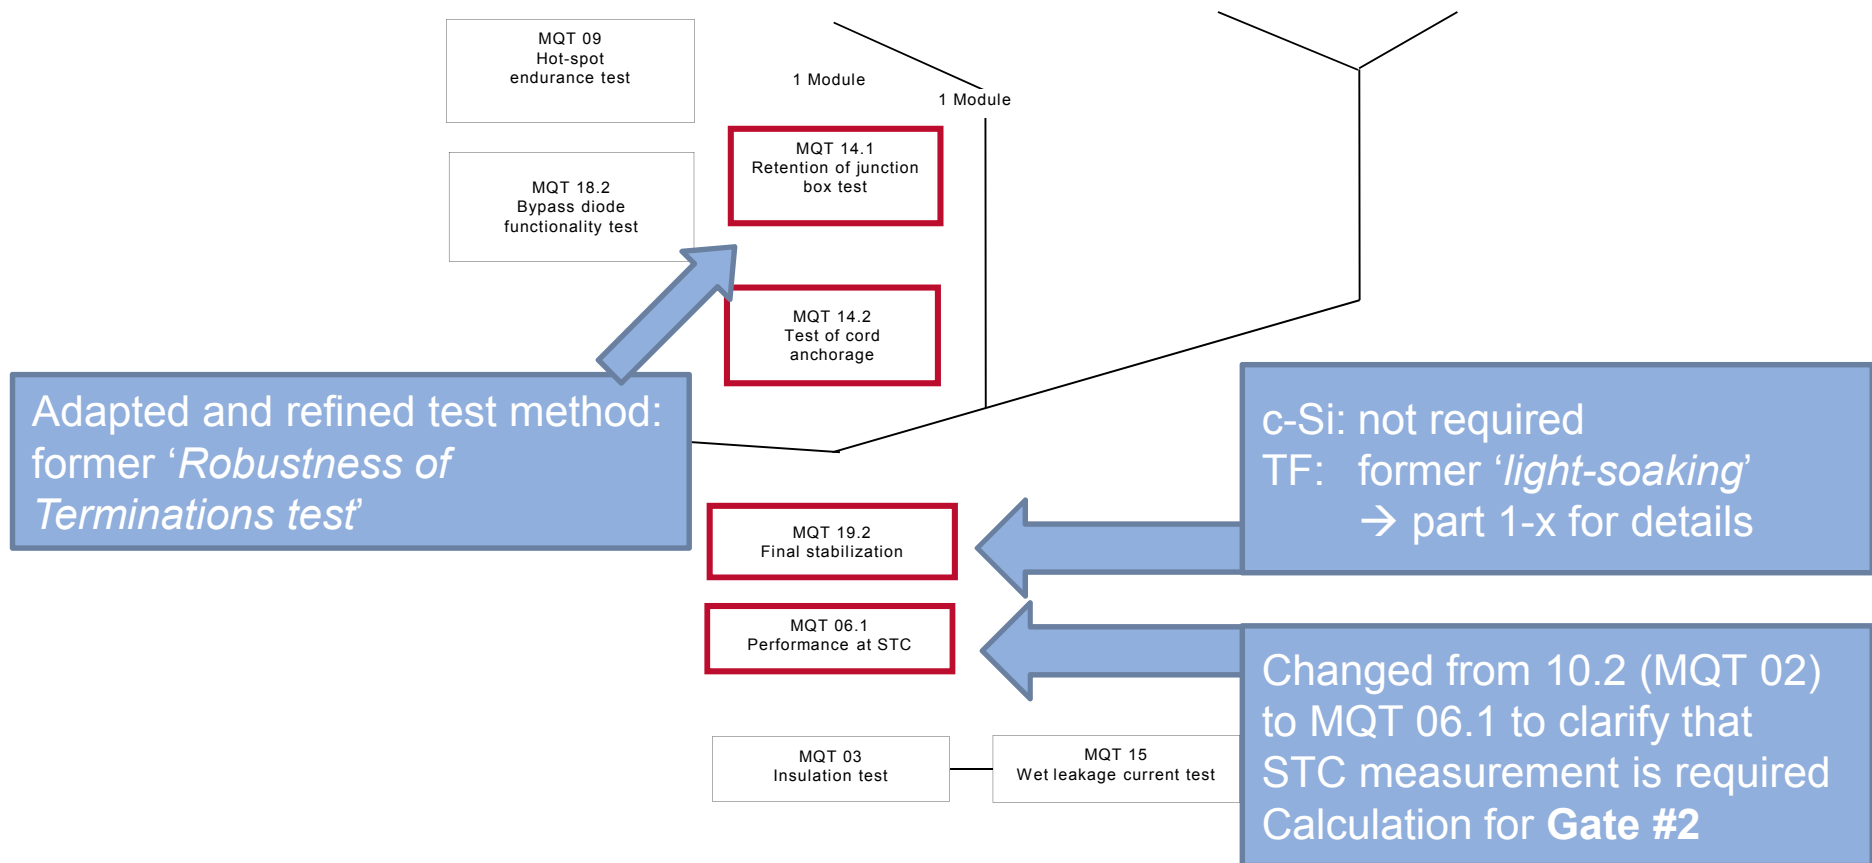 MQT 09
Hot-spot
endurance test
1 Module
1 Module
MQT 14.1
Retention of junction
box test
MQT 18.2
Bypass diode
functionality test
MQT 14.2
Test of cord
anchorage
Adapted and refined test method:
former ‘Robustness of
Terminations test’
c-Si: not required
TF: former ‘light-soaking’
→ part 1-x for details
MQT 19.2
Final stabilization
MQT 06.1
Performance at STC
Changed from 10.2 (MQT 02)
to MQT 06.1 to clarify that
STC measurement is required
Calculation for Gate #2
MQT 03
Insulation test
MQT 15
Wet leakage current test